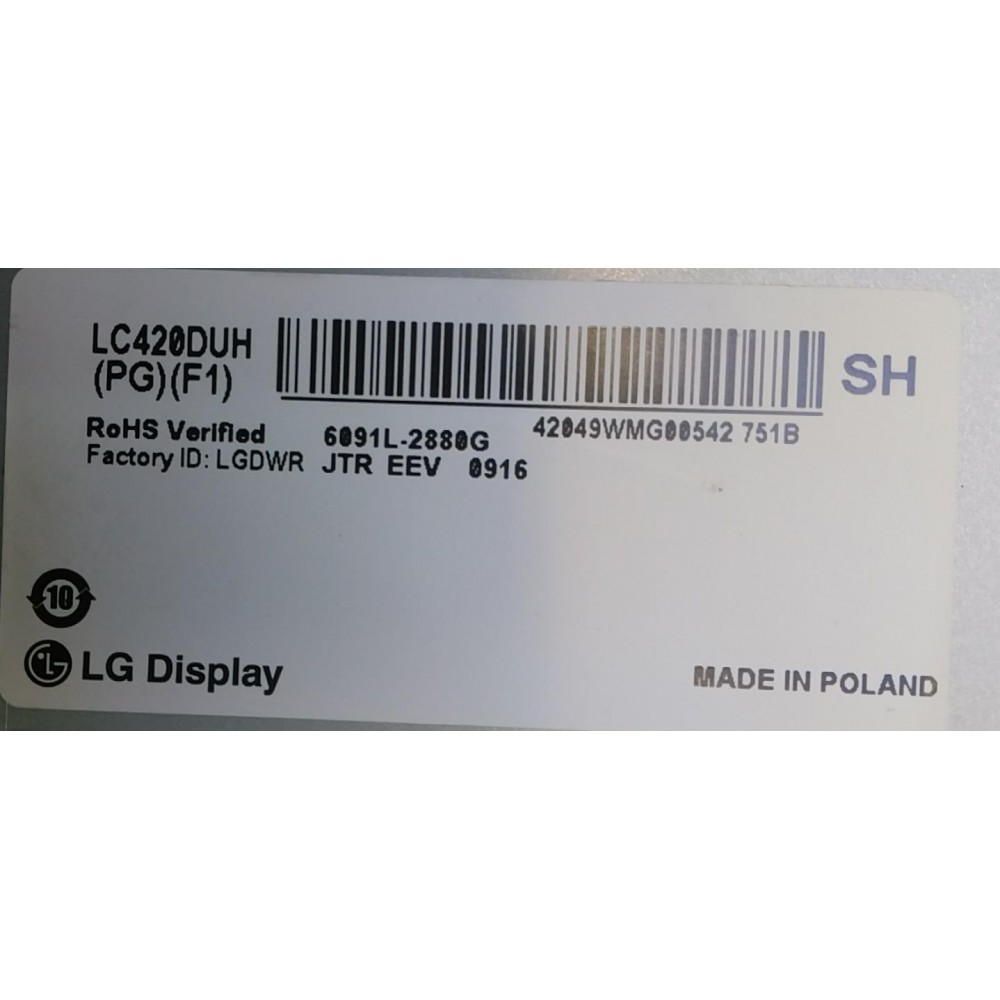 LC420DUH
(PG)(F1)
SH
RoHS Verified 6091L-2880G 42049WMG00542 751B
Factory ID: LGDWR JTR EEV 0916
10
LG Display
MADE IN POLAND